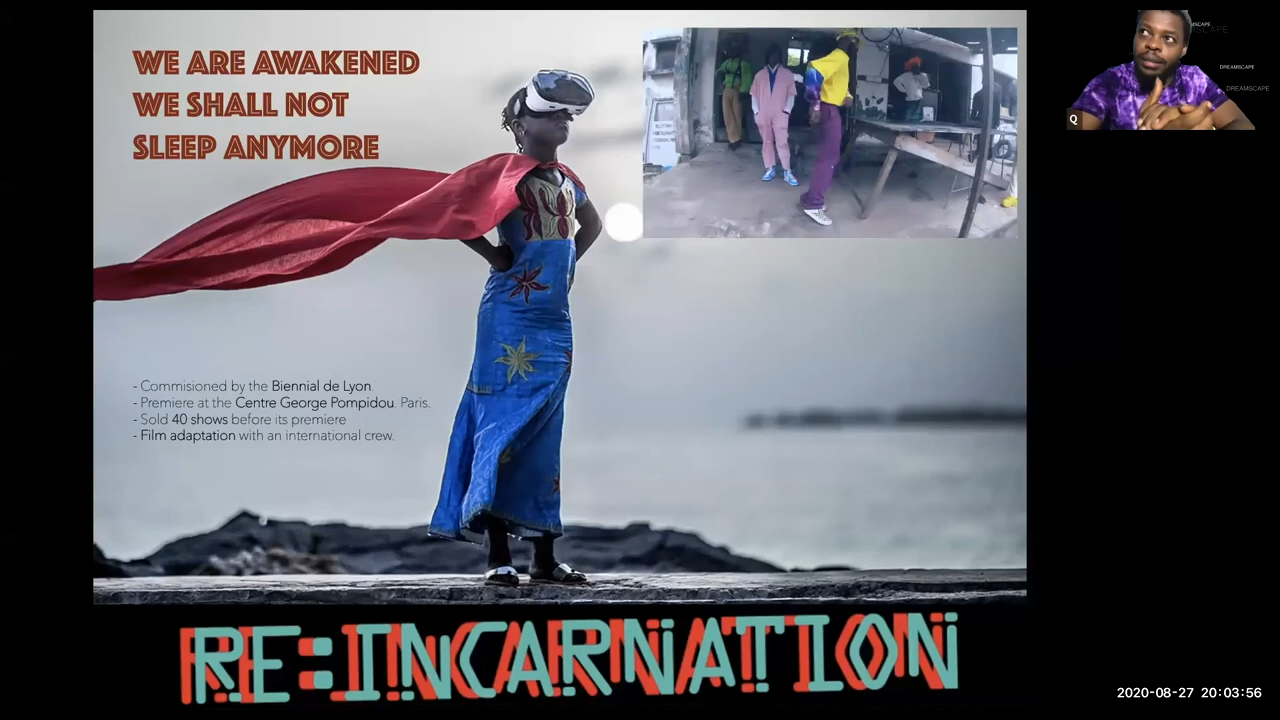 WE ARE AWAKENED
WE SHALL NOT
SLEEP ANYMORE
- Commisioned by the Biennial de Lyon.
- Premiere at the Centre George Pompidou. Paris.
- Sold 40 shows before its premiere
- Film adaptation with an international crew.
RE:INCARNATION
DREAMSCAPE
DREAMSCAPE
Q
2020-08-27 20:03:56